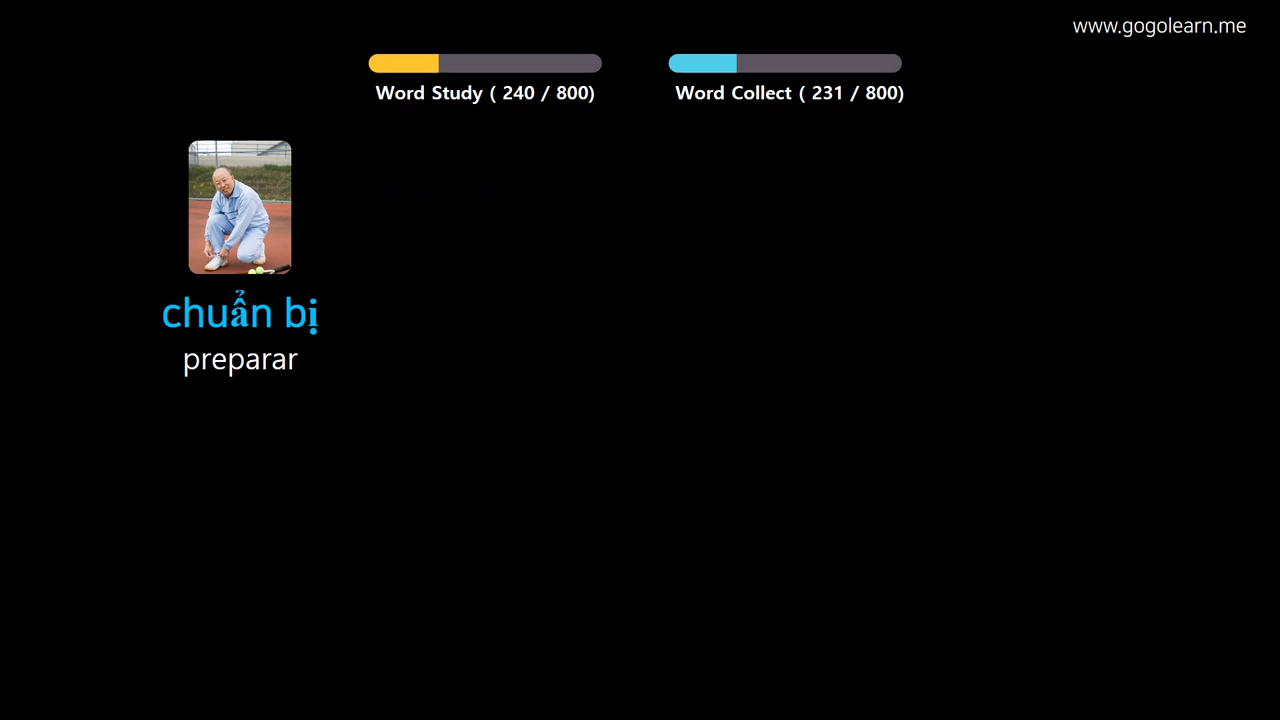 www.gogolearn.me
Word Study ( 240 / 800)
Word Collect ( 231 / 800)
chuẩn bị
preparar